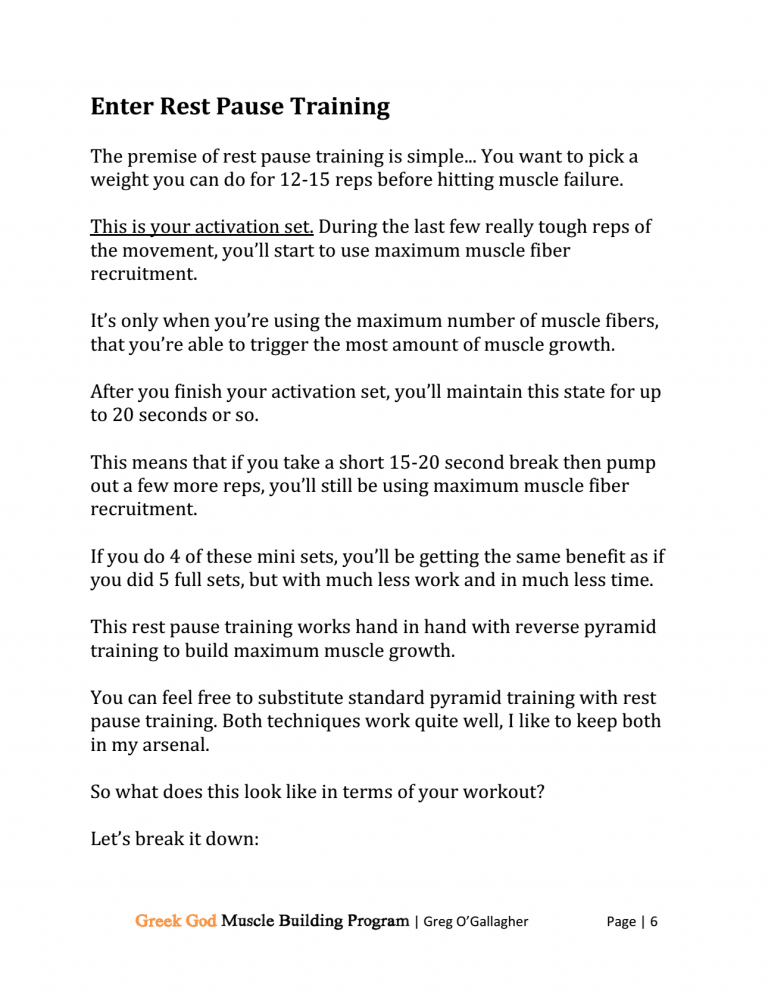 Enter Rest Pause Training
The premise of rest pause training is simple... You want to pick a
weight you can do for 12-15 reps before hitting muscle failure.
This is your activation set. During the last few really tough reps of
the movement, you’ll start to use maximum muscle fiber
recruitment.
It’s only when you’re using the maximum number of muscle fibers,
that you’re able to trigger the most amount of muscle growth.
After you finish your activation set, you’ll maintain this state for up
to 20 seconds or so.
This means that if you take a short 15-20 second break then pump
out a few more reps, you’ll still be using maximum muscle fiber
recruitment.
If you do 4 of these mini sets, you’ll be getting the same benefit as if
you did 5 full sets, but with much less work and in much less time.
This rest pause training works hand in hand with reverse pyramid
training to build maximum muscle growth.
You can feel free to substitute standard pyramid training with rest
pause training. Both techniques work quite well, I like to keep both
in my arsenal.
So what does this look like in terms of your workout?
Let’s break it down:
Greek God Muscle Building Program | Greg O’Gallagher Page | 6